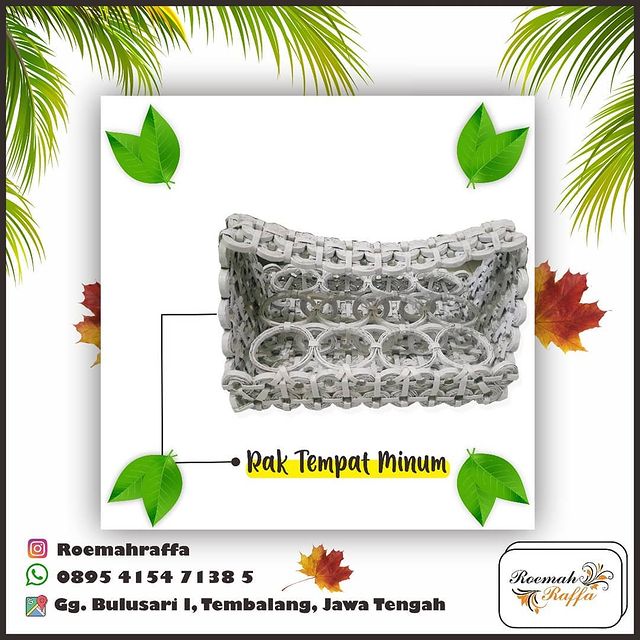 Rak Tempat Minum
Roemahraffa
0895 4154 7138 5
Gg. Bulusari I, Tembalang, Jawa Tengah
Roemah
Raffa